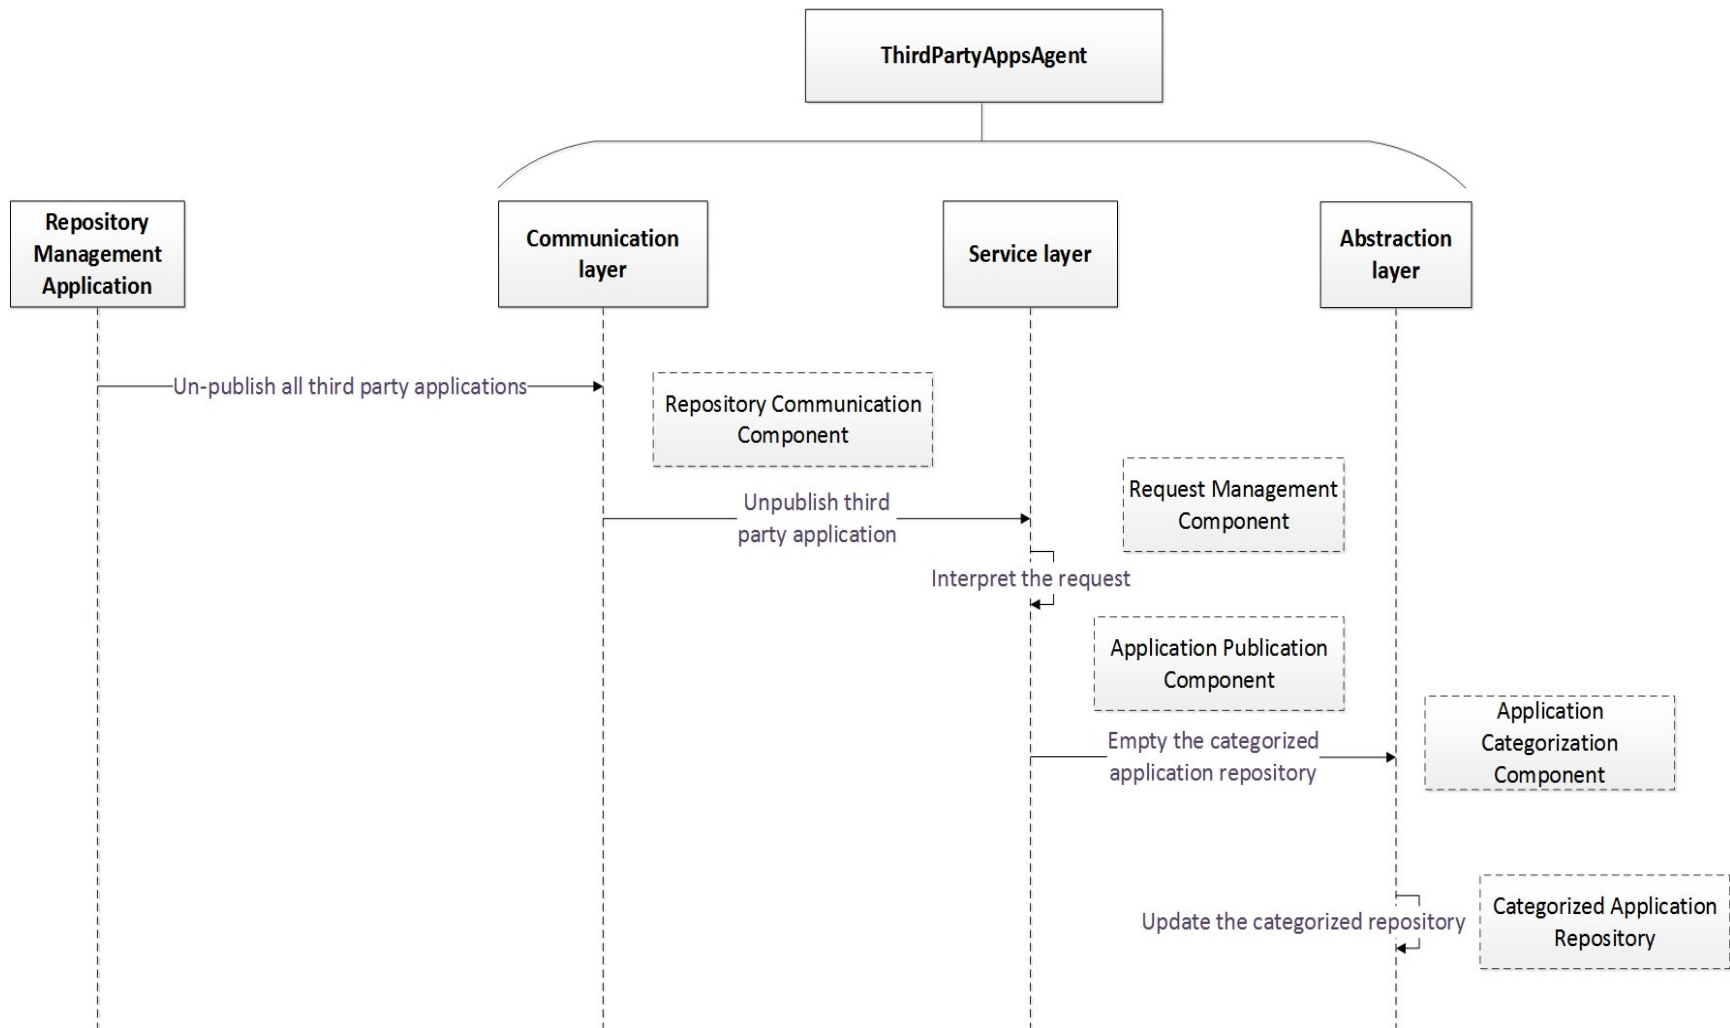 ThirdPartyAppsAgent
Repository
Management
Application
Communication
layer
Service layer
Abstraction
layer
Un-publish all third party applications
Repository Communication
Component
Unpublish third
party application
Request Management
Component
Interpret the request
Application Publication
Component
Empty the categorized
application repository
Application
Categorization
Component
Update the categorized repository
Categorized Application
Repository